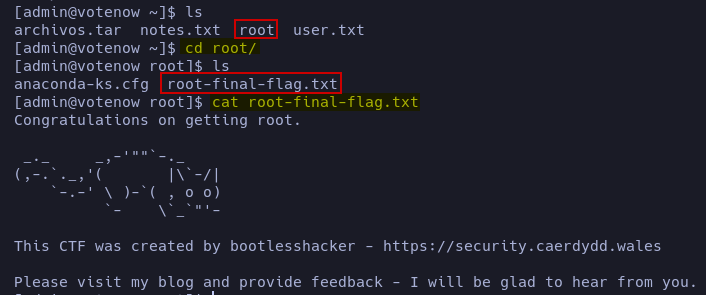 [admin@votenow ~]$ ls
archivos.tar  notes.txt  root  user.txt
[admin@votenow ~]$ cd root/
[admin@votenow root]$ ls
anaconda-ks.cfg  root-final-flag.txt
[admin@votenow root]$ cat root-final-flag.txt
Congratulations on getting root.
 _._     _,-'""`-._
(,-.`._,'(       |\`-/|
    `-.-' \ )-`( , o o)
          `-    \`_`"'-
This CTF was created by bootlesshacker - https://security.caerdydd.wales
Please visit my blog and provide feedback - I will be glad to hear from you.